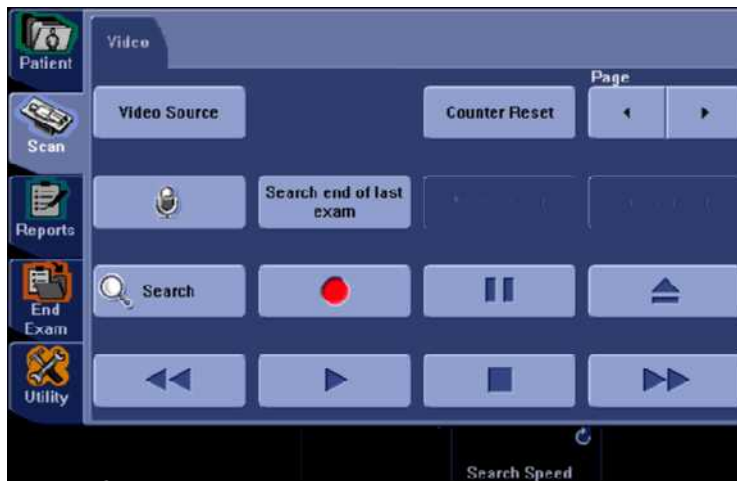 Patient
Video
Page
Video Source
Counter Reset
Scan
Search end of last
exam
Reports
Search
End
Exam
Utility
Search Speed